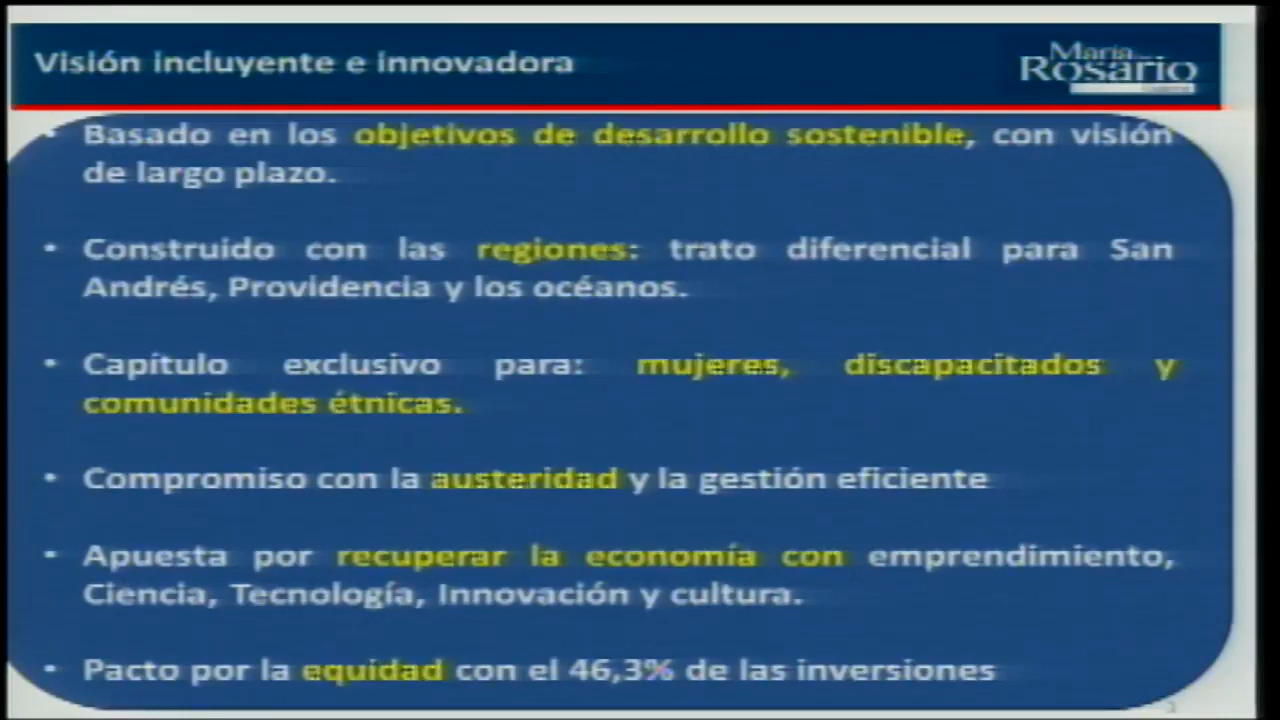 Visión incluyente e innovadora
María
Rosario
• Basado en los objetivos de desarrollo sostenible, con visión
de largo plazo.
• Construido con las regiones: trato diferencial para San
Andrés, Providencia y los océanos.
• Capítulo exclusivo para: mujeres, discapacitados y
comunidades étnicas.
• Compromiso con la austeridad y la gestión eficiente
• Apuesta por recuperar la economía con emprendimiento,
Ciencia, Tecnología, Innovación y cultura.
• Pacto por la equidad con el 46,3% de las inversiones